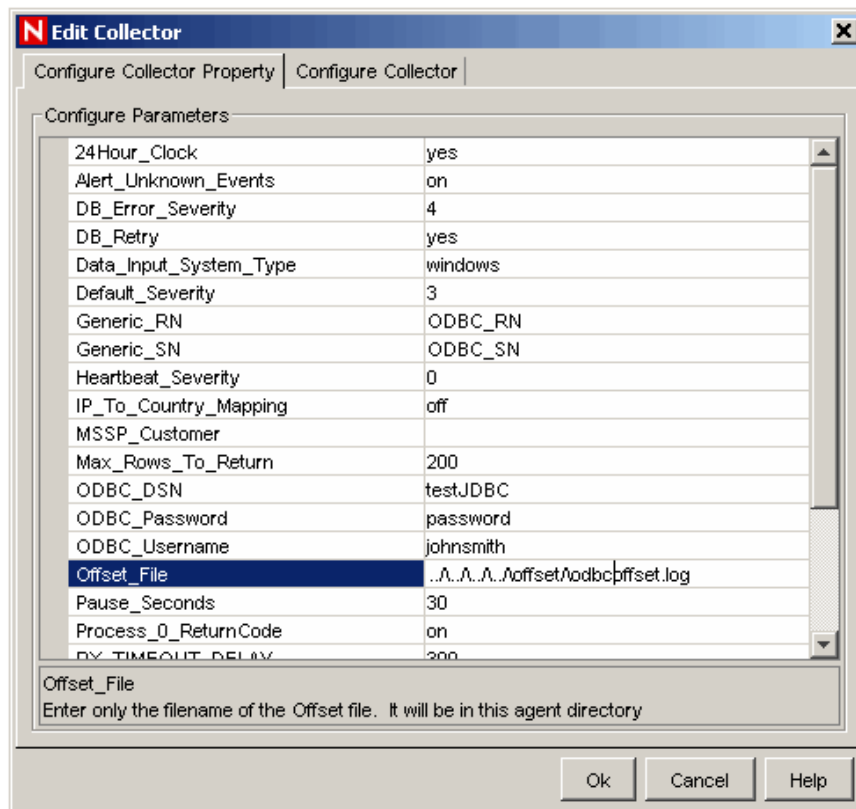 N Edit Collector
Configure Collector Property Configure Collector
Configure Parameters
24Hour_Clock yes
Alert_Unknown_Events on
DB_Error_Severity 4
DB_Retry yes
Data_Input_System_Type windows
Default_Severity 3
Generic_RN ODBC_RN
Generic_SN ODBC_SN
Heartbeat_Severity 0
IP_To_Country_Mapping off
MSSP_Customer
Max_Rows_To_Return 200
ODBC_DSN testJDBC
ODBC_Password password
ODBC_Username johnsmith
Offset_File ../\../\../\../\offset/\odbcoffset.log
Pause_Seconds 30
Process_0_ReturnCode on
RX_TIMEOUT_DELAY 300
Offset_File
Enter only the filename of the Offset file. It will be in this agent directory
Ok Cancel Help